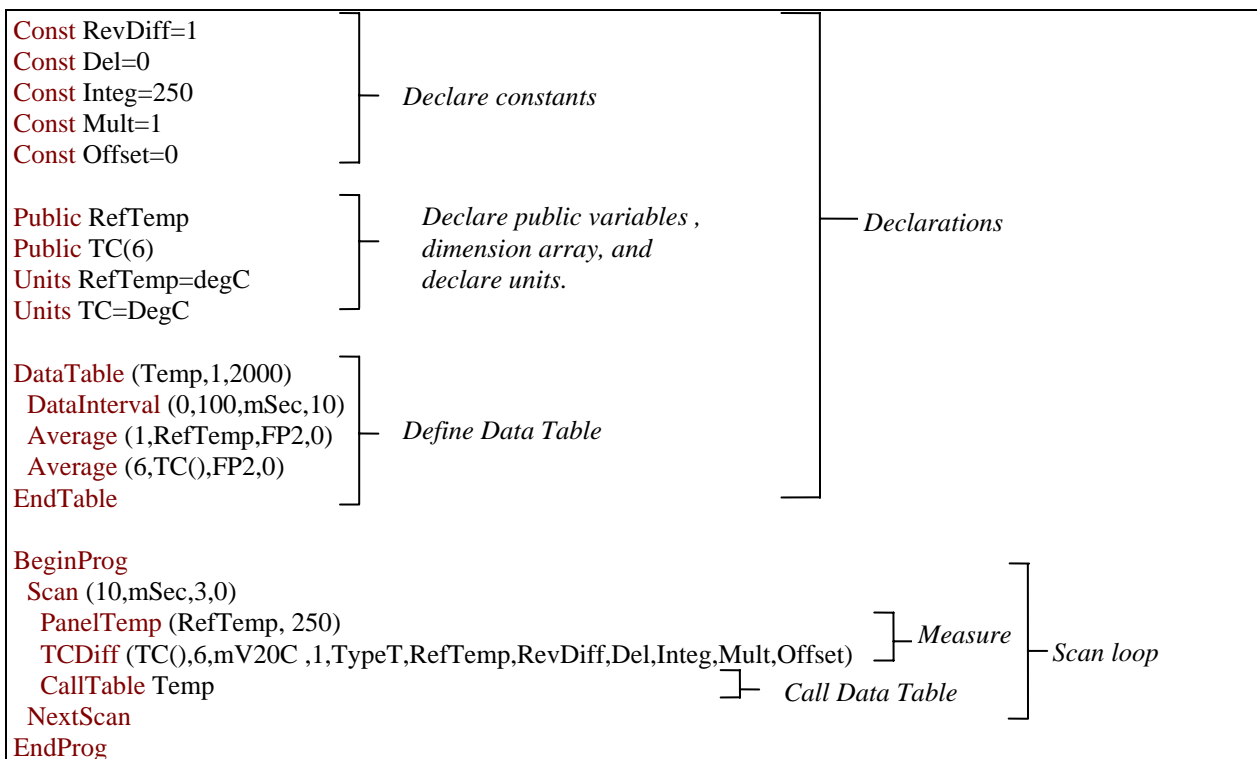 Const RevDiff=1
Const Del=0
Const Integ=250
Const Mult=1
Const Offset=0
Declare constants
Public RefTemp
Public TC(6)
Units RefTemp=degC
Units TC=DegC
Declare public variables ,
dimension array, and
declare units.
Declarations
DataTable (Temp,1,2000)
DataInterval (0,100,mSec,10)
Average (1,RefTemp,FP2,0)
Average (6,TC(),FP2,0)
EndTable
Define Data Table
BeginProg
Scan (10,mSec,3,0)
PanelTemp (RefTemp, 250)
TCDiff (TC(),6,mV20C ,1,TypeT,RefTemp,RevDiff,Del,Integ,Mult,Offset)
Measure
Scan loop
CallTable Temp
Call Data Table
NextScan
EndProg